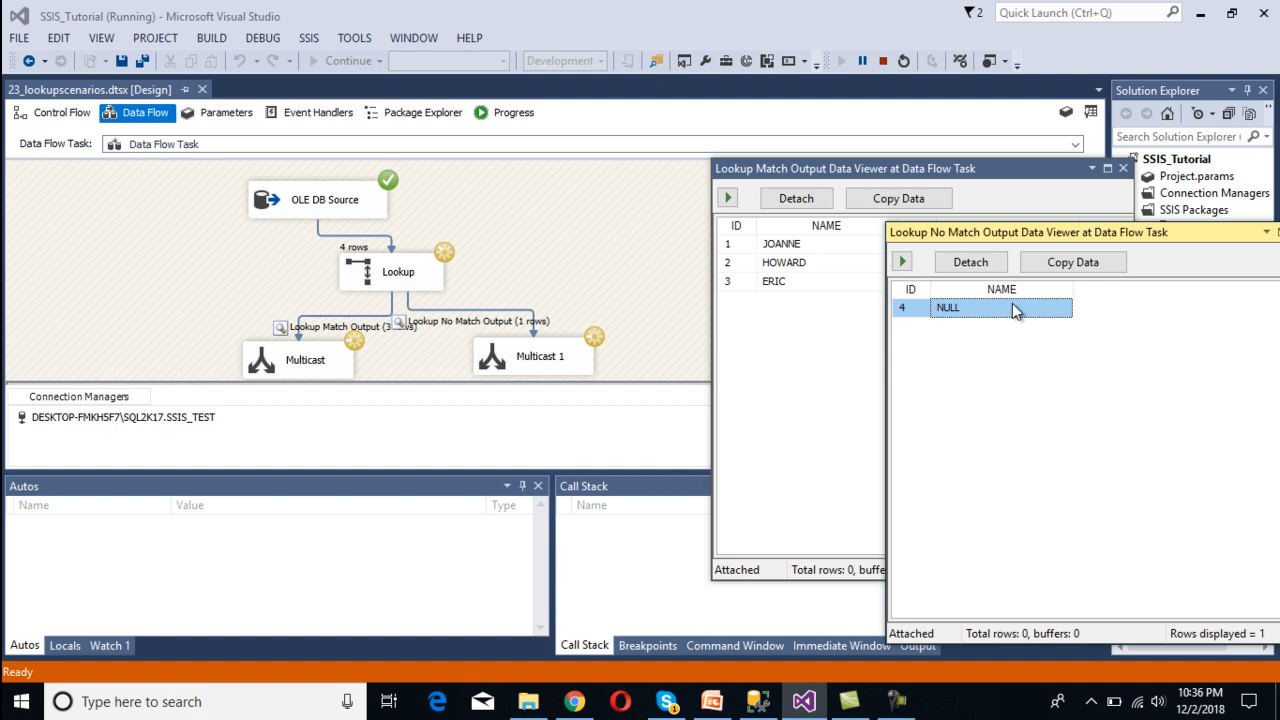 SSIS_Tutorial (Running) - Microsoft Visual Studio
2
Quick Launch (Ctrl+Q)
FILE EDIT VIEW PROJECT BUILD DEBUG SSIS TOOLS WINDOW HELP
Continue
Development
23_lookupscenarios.dtsx [Design]
Control Flow Data Flow Parameters Event Handlers Package Explorer Progress
Data Flow Task: Data Flow Task
OLE DB Source
4 rows
Lookup
Lookup Match Output (3
Lookup No Match Output (1 rows)
Multicast
Multicast 1
Connection Managers
DESKTOP-FMKH5F7\SQL2K17.SSIS_TEST
Autos
Name Value Type
Autos Locals Watch 1
Call Stack
Name
Call Stack Breakpoints Command Window Immediate Window Output
Lookup Match Output Data Viewer at Data Flow Task
Detach Copy Data
ID NAME
1 JOANNE
2 HOWARD
3 ERIC
Attached Total rows: 0, buffe
Lookup No Match Output Data Viewer at Data Flow Task
Detach Copy Data
ID NAME
4 NULL
Attached Total rows: 0, buffers: 0 Rows displayed = 1
Solution Explorer
Search Solution Explorer (
SSIS_Tutorial
Project.params
Connection Managers
SSIS Packages
Ready
Type here to search
10:36 PM
12/2/2018